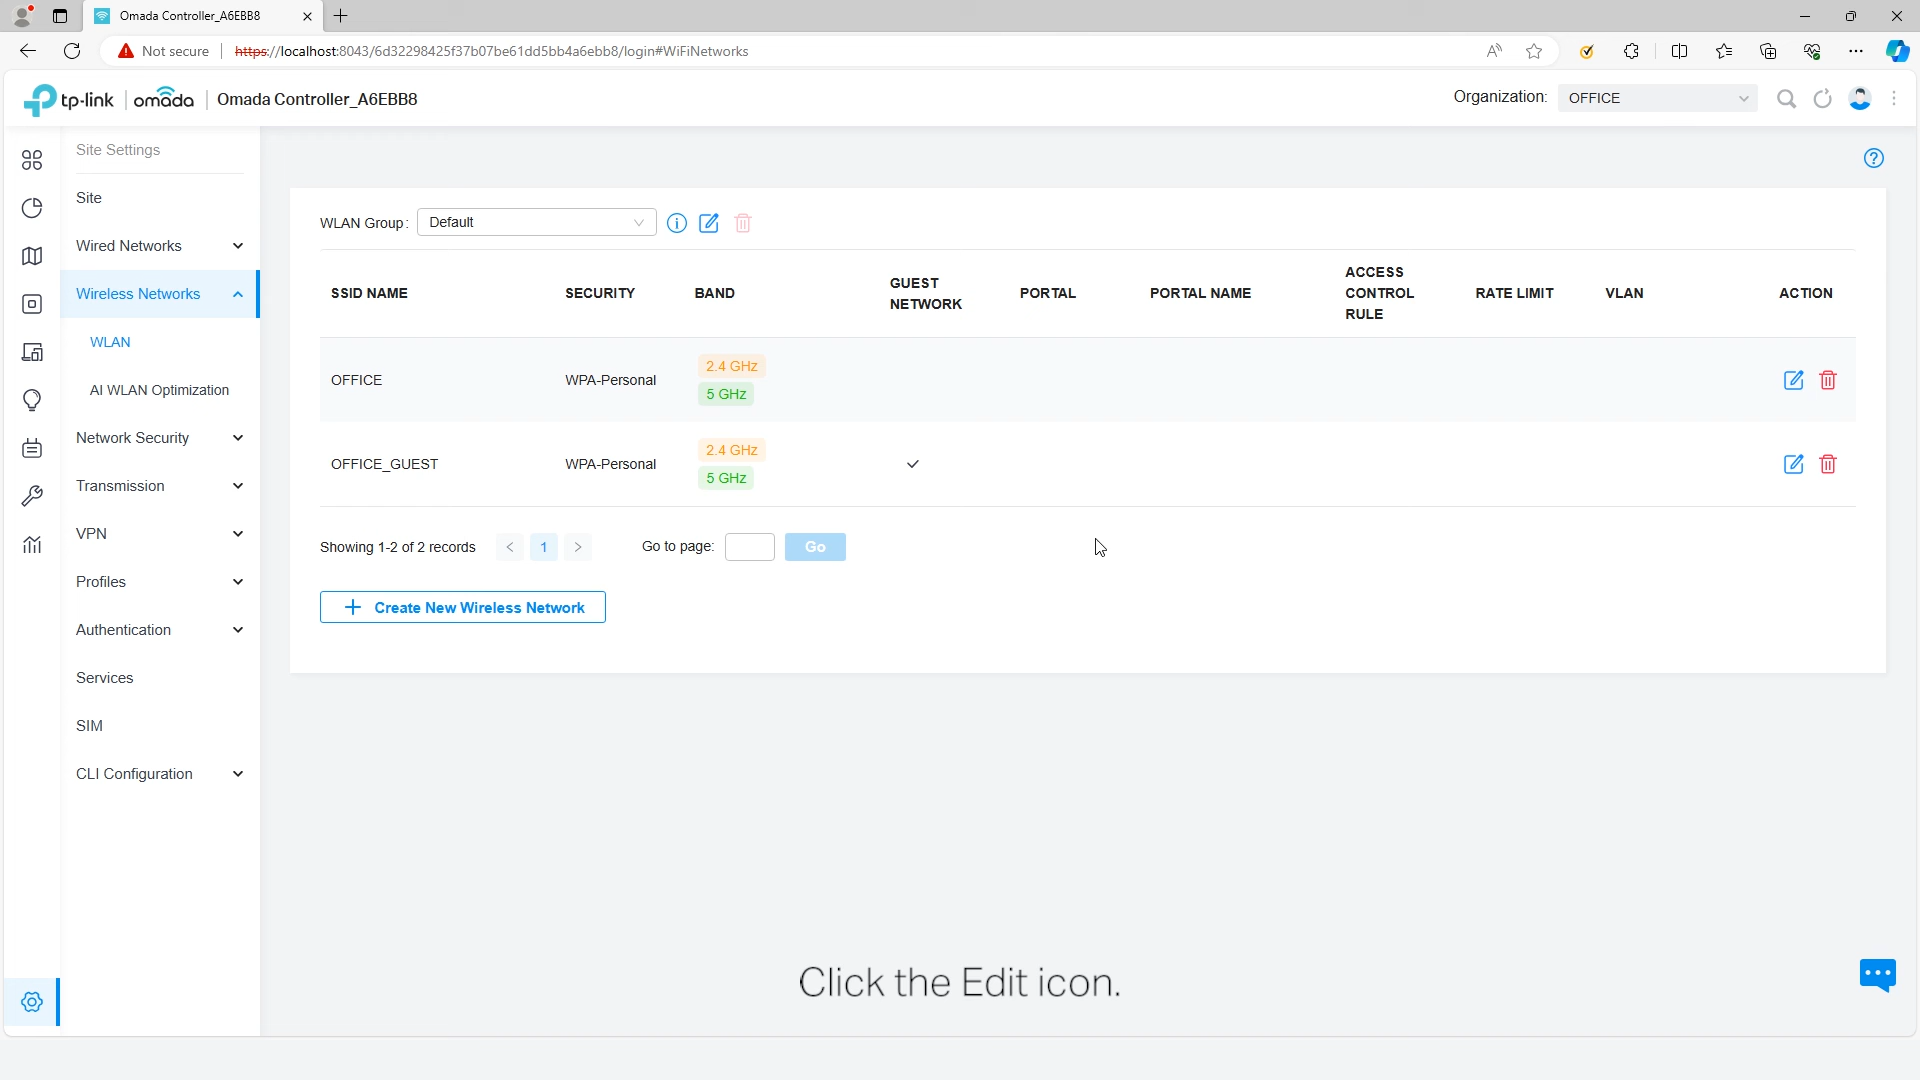 Omada Controller_A6EBB8
Not secure
https://localhost:8043/6d32298425f37b07be61dd5bb4a6ebb8/login#WiFiNetworks
tp-link
omada
Omada Controller_A6EBB8
Organization:
OFFICE
Site Settings
Site
Wired Networks
Wireless Networks
WLAN
AI WLAN Optimization
Network Security
Transmission
VPN
Profiles
Authentication
Services
SIM
CLI Configuration
WLAN Group:
Default
SSID NAME
SECURITY
BAND
GUEST
NETWORK
PORTAL
PORTAL NAME
ACCESS
CONTROL
RULE
RATE LIMIT
VLAN
ACTION
OFFICE
WPA-Personal
2.4 GHz
5 GHz
OFFICE_GUEST
WPA-Personal
2.4 GHz
5 GHz
Showing 1-2 of 2 records
<
1
>
Go to page:
Go
Create New Wireless Network
Click the Edit icon.